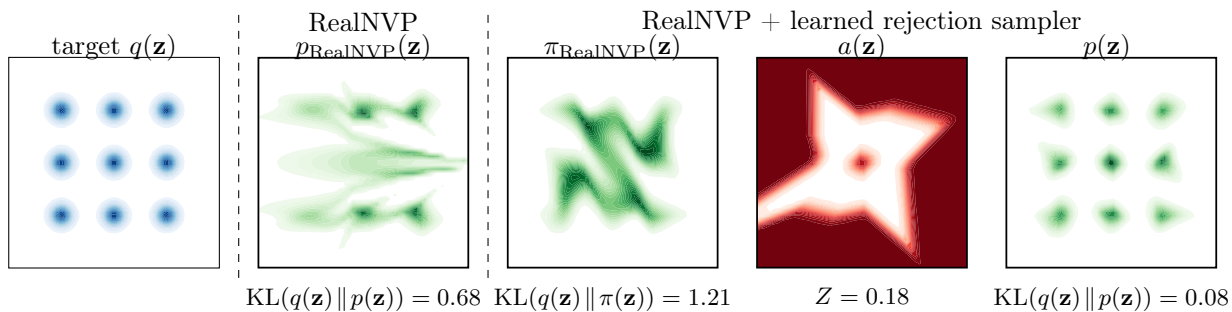 RealNVP
RealNVP + learned rejection sampler
target q(𝐳)
p_RealNVP(𝐳)
π_RealNVP(𝐳)
a(𝐳)
p(𝐳)
KL(q(𝐳) ∥ p(𝐳)) = 0.68
KL(q(𝐳) ∥ π(𝐳)) = 1.21
Z = 0.18
KL(q(𝐳) ∥ p(𝐳)) = 0.08